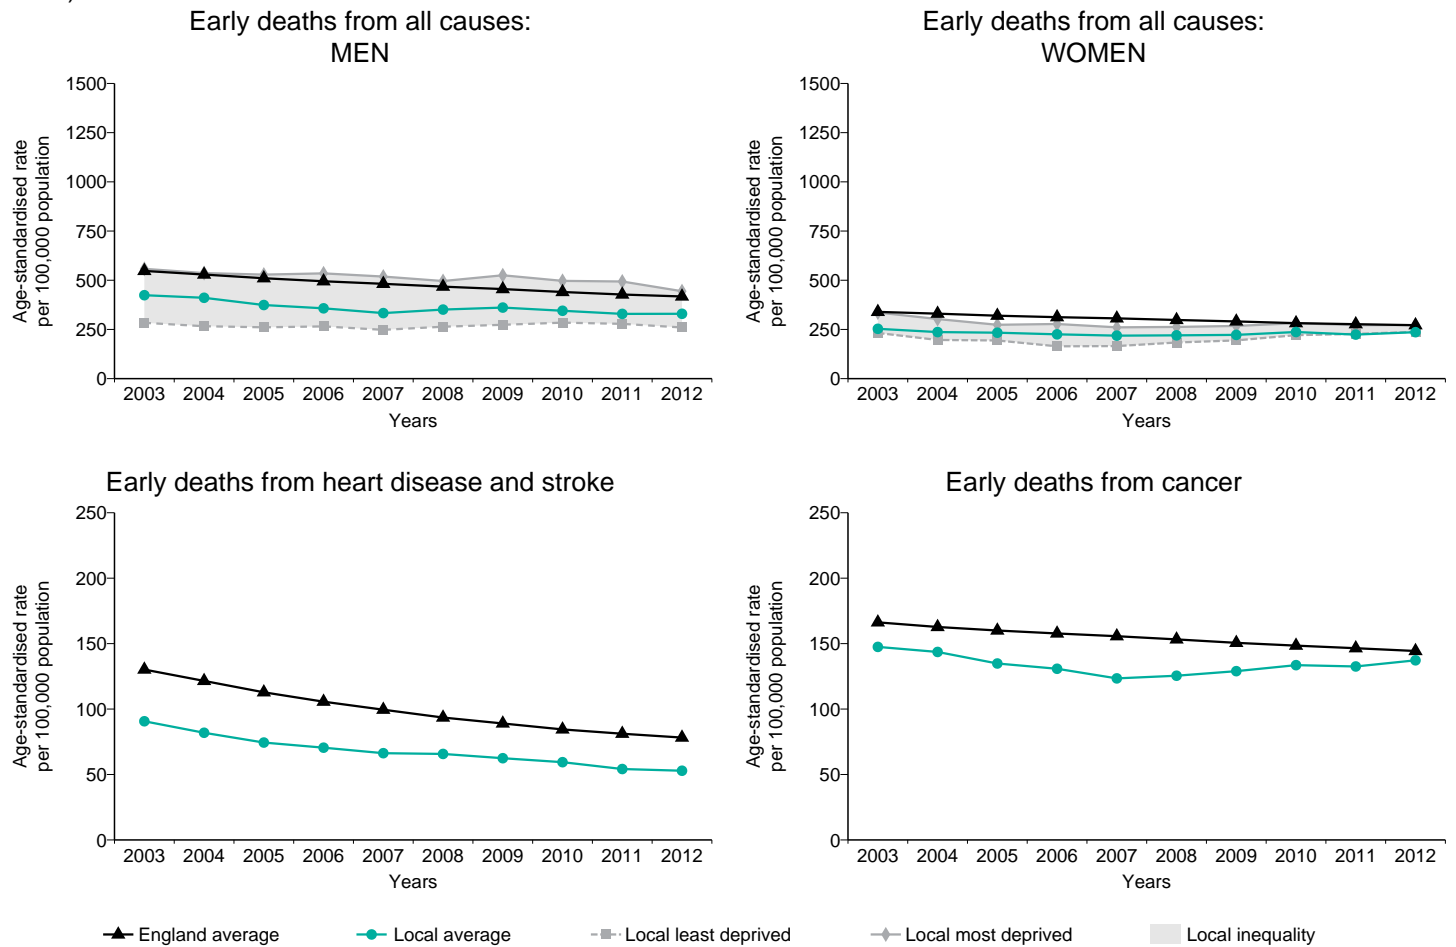 Early deaths from all causes:
MEN
Age-standardised rate
per 100,000 population
1500
1250
1000
750
500
250
0
2003 2004 2005 2006 2007 2008 2009 2010 2011 2012
Years
Early deaths from all causes:
WOMEN
Age-standardised rate
per 100,000 population
1500
1250
1000
750
500
250
0
2003 2004 2005 2006 2007 2008 2009 2010 2011 2012
Years
Early deaths from heart disease and stroke
Age-standardised rate
per 100,000 population
250
200
150
100
50
0
2003 2004 2005 2006 2007 2008 2009 2010 2011 2012
Years
Early deaths from cancer
Age-standardised rate
per 100,000 population
250
200
150
100
50
0
2003 2004 2005 2006 2007 2008 2009 2010 2011 2012
Years
England average Local average Local least deprived Local most deprived Local inequality